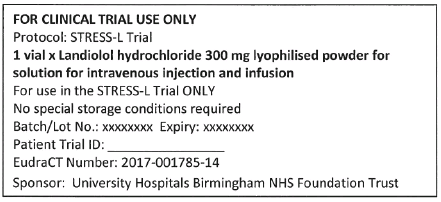 FOR CLINICAL TRIAL USE ONLY
Protocol: STRESS-L Trial
1 vial x Landiolol hydrochloride 300 mg lyophilised powder for
solution for intravenous injection and infusion
For use in the STRESS-L Trial ONLY
No special storage conditions required
Batch/Lot No.: xxxxxxxx Expiry: xxxxxxxx
Patient Trial ID: ___________________
EudraCT Number: 2017-001785-14
Sponsor: University Hospitals Birmingham NHS Foundation Trust